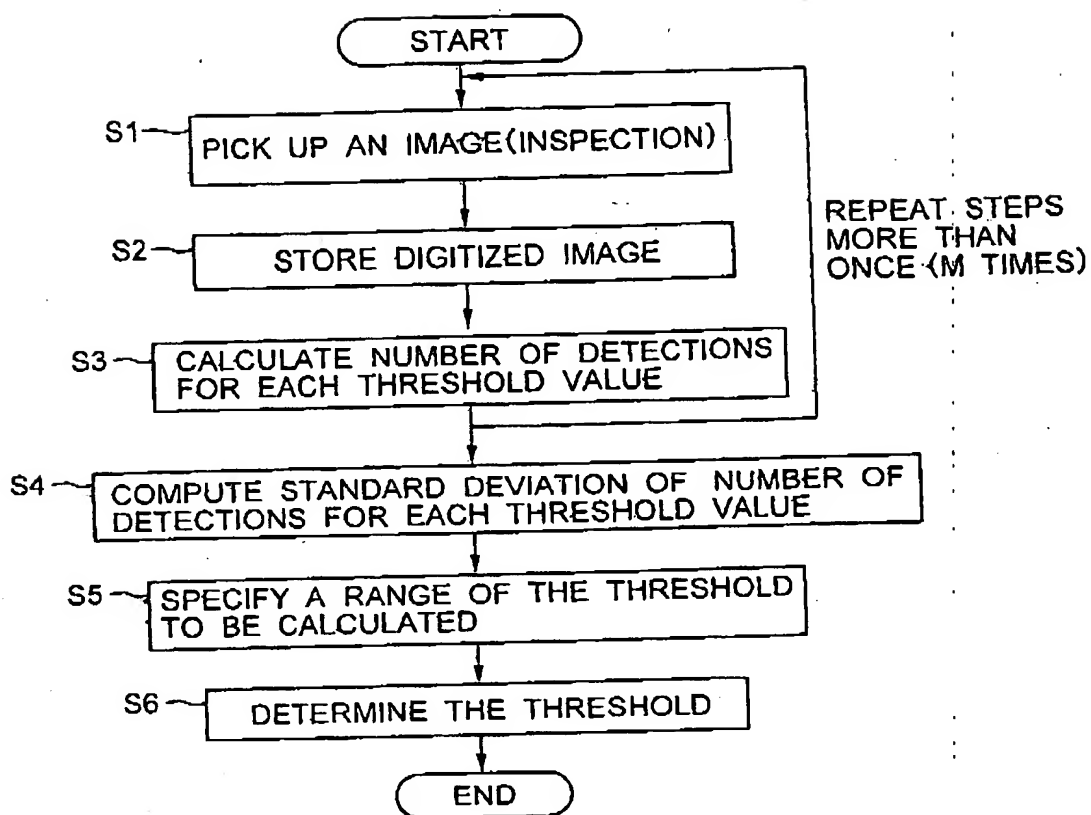 START
S1
PICK UP AN IMAGE(INSPECTION)
S2
STORE DIGITIZED IMAGE
REPEAT STEPS
MORE THAN
ONCE (M TIMES)
S3
CALCULATE NUMBER OF DETECTIONS
FOR EACH THRESHOLD VALUE
S4
COMPUTE STANDARD DEVIATION OF NUMBER OF
DETECTIONS FOR EACH THRESHOLD VALUE
S5
SPECIFY A RANGE OF THE THRESHOLD
TO BE CALCULATED
S6
DETERMINE THE THRESHOLD
END